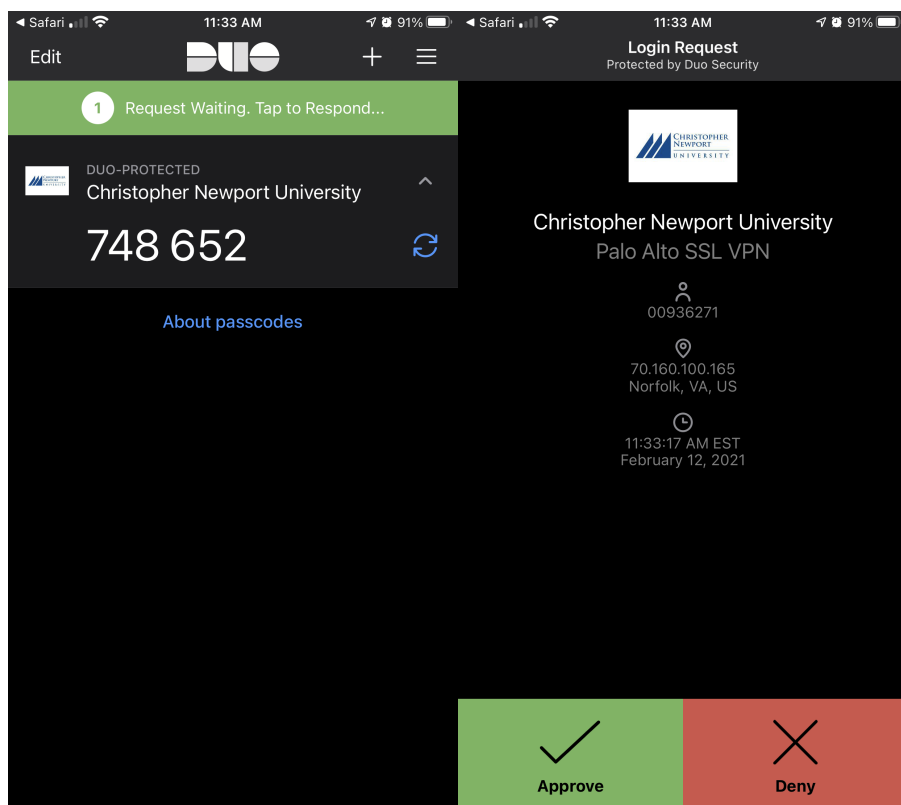 ◀ Safari
11:33 AM
91%
Edit
DUO
1 Request Waiting. Tap to Respond...
DUO-PROTECTED
Christopher Newport University
748 652
About passcodes
◀ Safari
11:33 AM
91%
Login Request
Protected by Duo Security
CHRISTOPHER
NEWPORT
UNIVERSITY
Christopher Newport University
Palo Alto SSL VPN
00936271
70.160.100.165
Norfolk, VA, US
11:33:17 AM EST
February 12, 2021
Approve
Deny